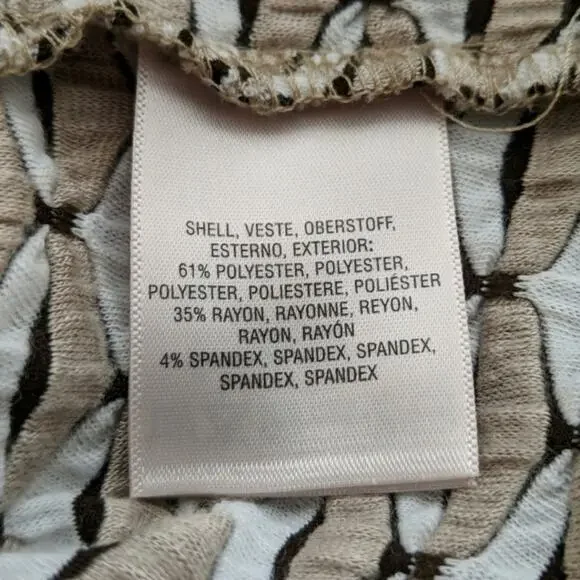 SHELL, VESTE, OBERSTOFF,
ESTERNO, EXTERIOR:
61% POLYESTER, POLYESTER,
POLYESTER, POLIESTERE, POLIÉSTER
35% RAYON, RAYONNE, REYON,
RAYON, RAYÓN
4% SPANDEX, SPANDEX, SPANDEX,
SPANDEX, SPANDEX